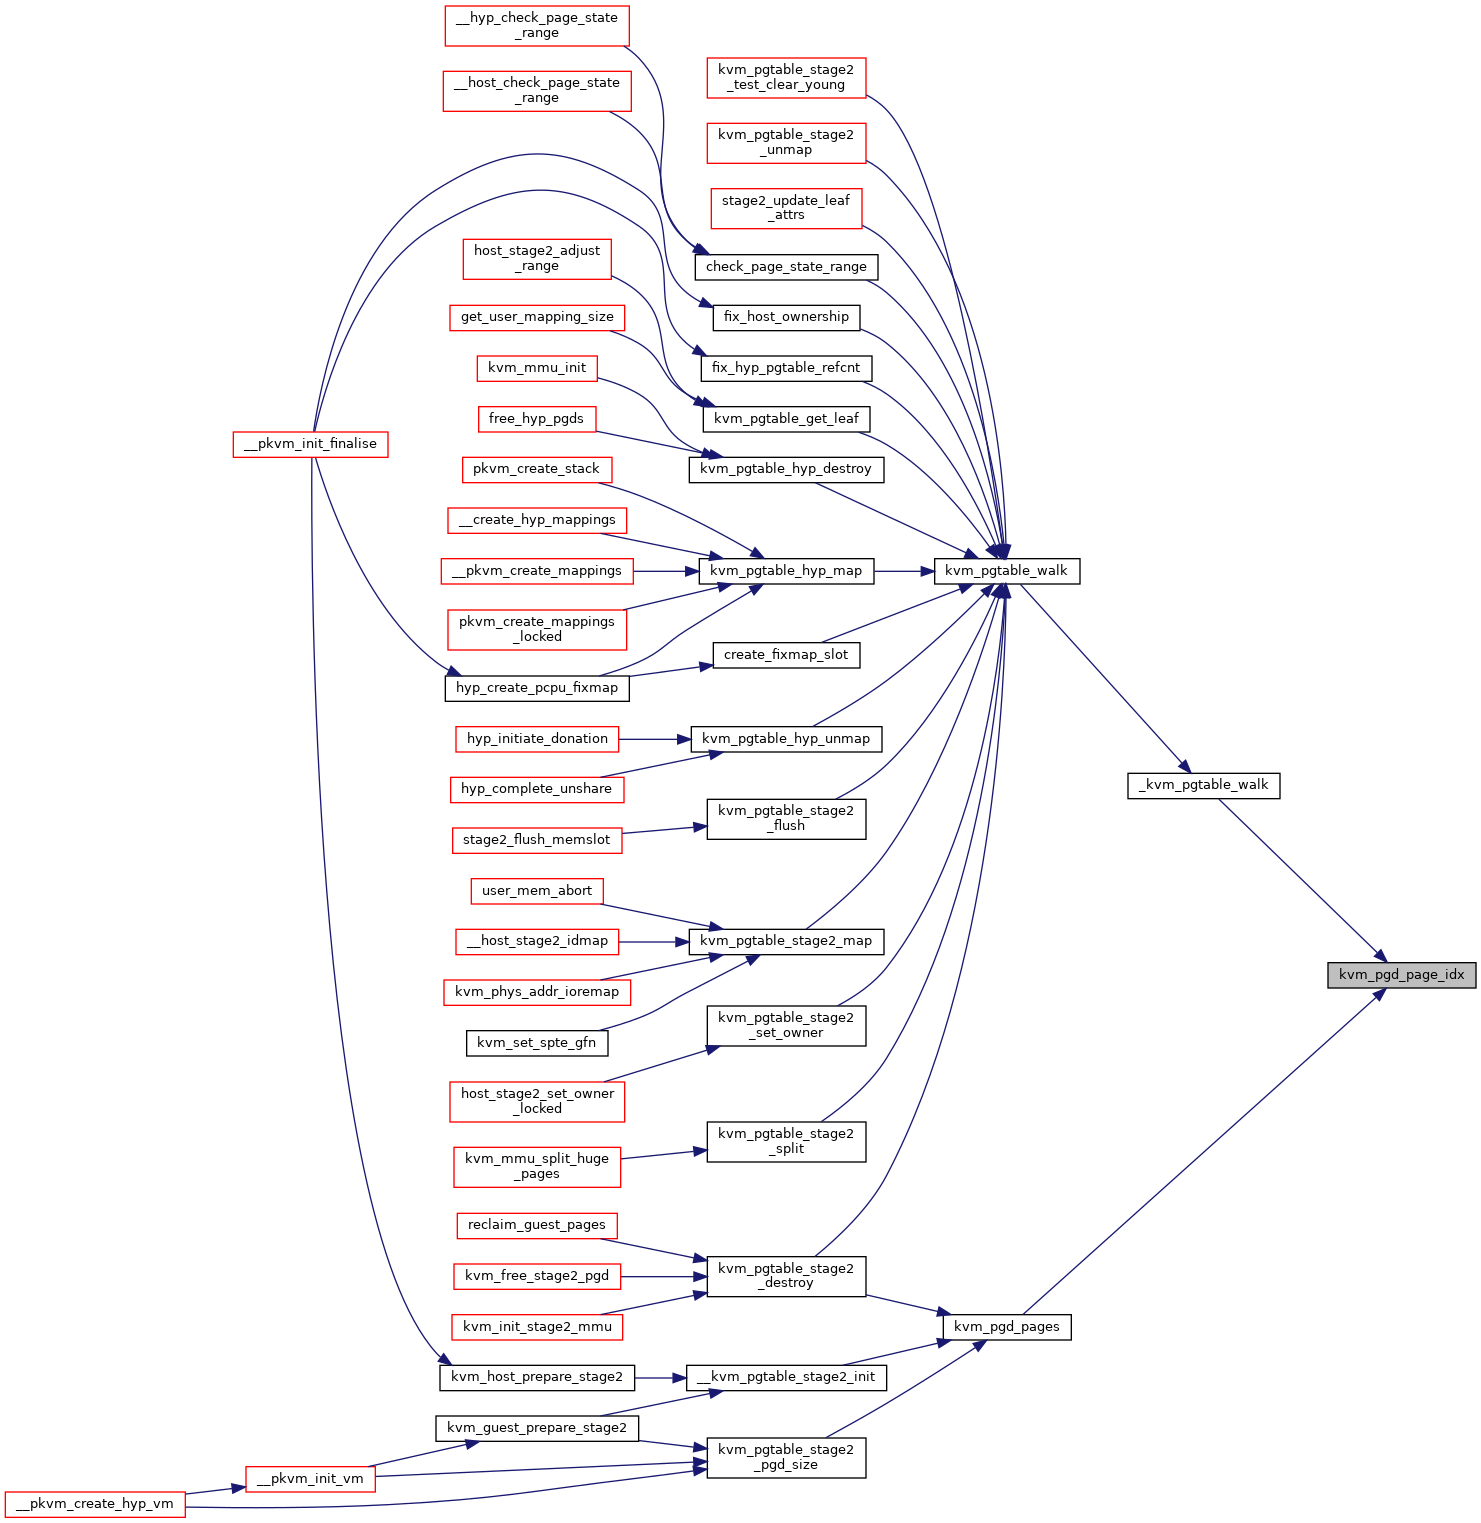 __hyp_check_page_state
_range
__host_check_page_state
_range
kvm_pgtable_stage2
_test_clear_young
kvm_pgtable_stage2
_unmap
stage2_update_leaf
_attrs
check_page_state_range
host_stage2_adjust
_range
get_user_mapping_size
fix_host_ownership
kvm_mmu_init
fix_hyp_pgtable_refcnt
free_hyp_pgds
kvm_pgtable_get_leaf
__pkvm_init_finalise
pkvm_create_stack
kvm_pgtable_hyp_destroy
__create_hyp_mappings
__pkvm_create_mappings
kvm_pgtable_hyp_map
kvm_pgtable_walk
pkvm_create_mappings
_locked
create_fixmap_slot
hyp_create_pcpu_fixmap
hyp_initiate_donation
kvm_pgtable_hyp_unmap
hyp_complete_unshare
_kvm_pgtable_walk
kvm_pgtable_stage2
_flush
stage2_flush_memslot
user_mem_abort
__host_stage2_idmap
kvm_pgtable_stage2_map
kvm_phys_addr_ioremap
kvm_pgd_page_idx
kvm_set_spte_gfn
kvm_pgtable_stage2
_set_owner
host_stage2_set_owner
_locked
kvm_pgtable_stage2
_split
kvm_mmu_split_huge
_pages
reclaim_guest_pages
kvm_free_stage2_pgd
kvm_pgtable_stage2
_destroy
kvm_init_stage2_mmu
kvm_pgd_pages
kvm_host_prepare_stage2
__kvm_pgtable_stage2_init
kvm_guest_prepare_stage2
kvm_pgtable_stage2
_pgd_size
__pkvm_init_vm
__pkvm_create_hyp_vm